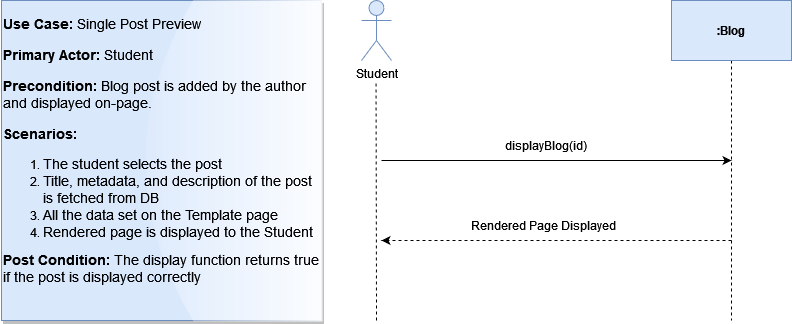 Use Case: Single Post Preview
Primary Actor: Student
Precondition: Blog post is added by the author
and displayed on-page.
Scenarios:
1. The student selects the post
2. Title, metadata, and description of the post
is fetched from DB
3. All the data set on the Template page
4. Rendered page is displayed to the Student
Post Condition: The display function returns true
if the post is displayed correctly
Student
:Blog
displayBlog(id)
Rendered Page Displayed